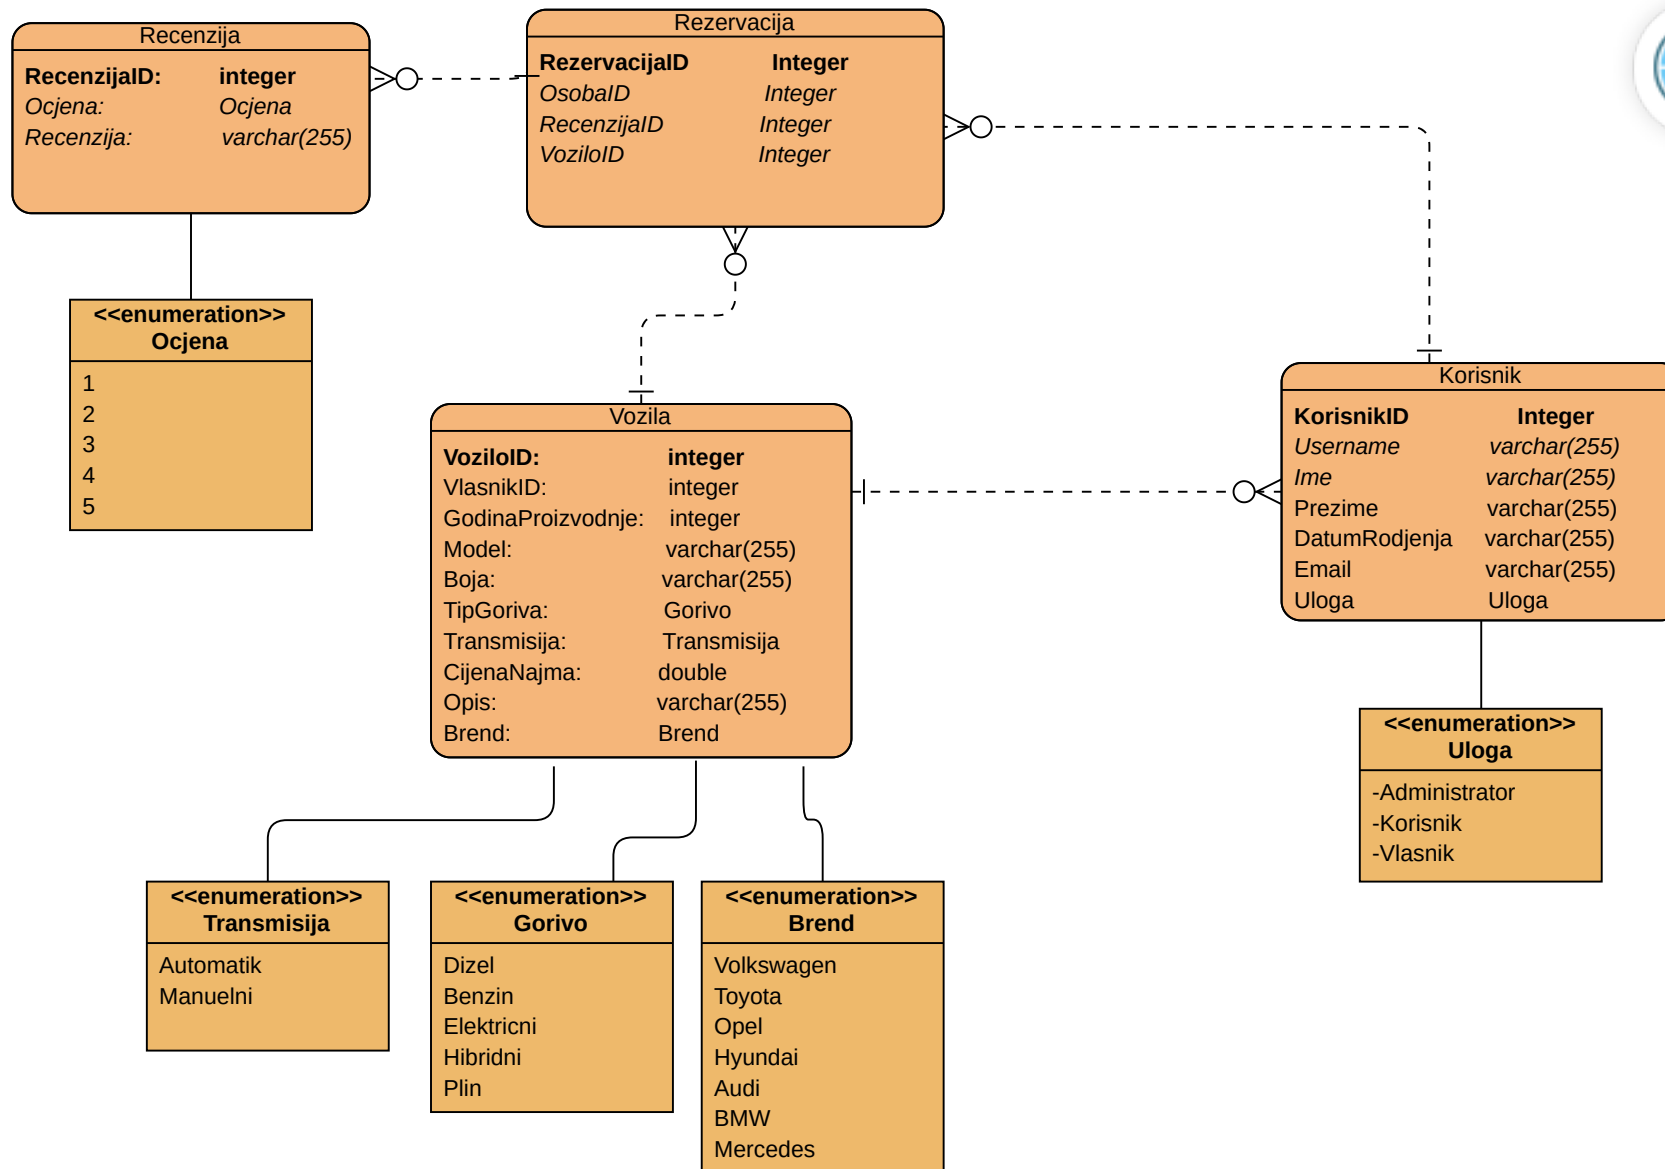 Recenzija
RecenzijaID: integer
Ocjena: Ocjena
Recenzija: varchar(255)
Rezervacija
RezervacijaID Integer
OsobaID Integer
RecenzijaID Integer
VoziloID Integer
<<enumeration>>
Ocjena
1
2
3
4
5
Vozila
VoziloID: integer
VlasnikID: integer
GodinaProizvodnje: integer
Model: varchar(255)
Boja: varchar(255)
TipGoriva: Gorivo
Transmisija: Transmisija
CijenaNajma: double
Opis: varchar(255)
Brend: Brend
Korisnik
KorisnikID Integer
Username varchar(255)
Ime varchar(255)
Prezime varchar(255)
DatumRodjenja varchar(255)
Email varchar(255)
Uloga Uloga
<<enumeration>>
Uloga
-Administrator
-Korisnik
-Vlasnik
<<enumeration>>
Transmisija
Automatik
Manuelni
<<enumeration>>
Gorivo
Dizel
Benzin
Elektricni
Hibridni
Plin
<<enumeration>>
Brend
Volkswagen
Toyota
Opel
Hyundai
Audi
BMW
Mercedes